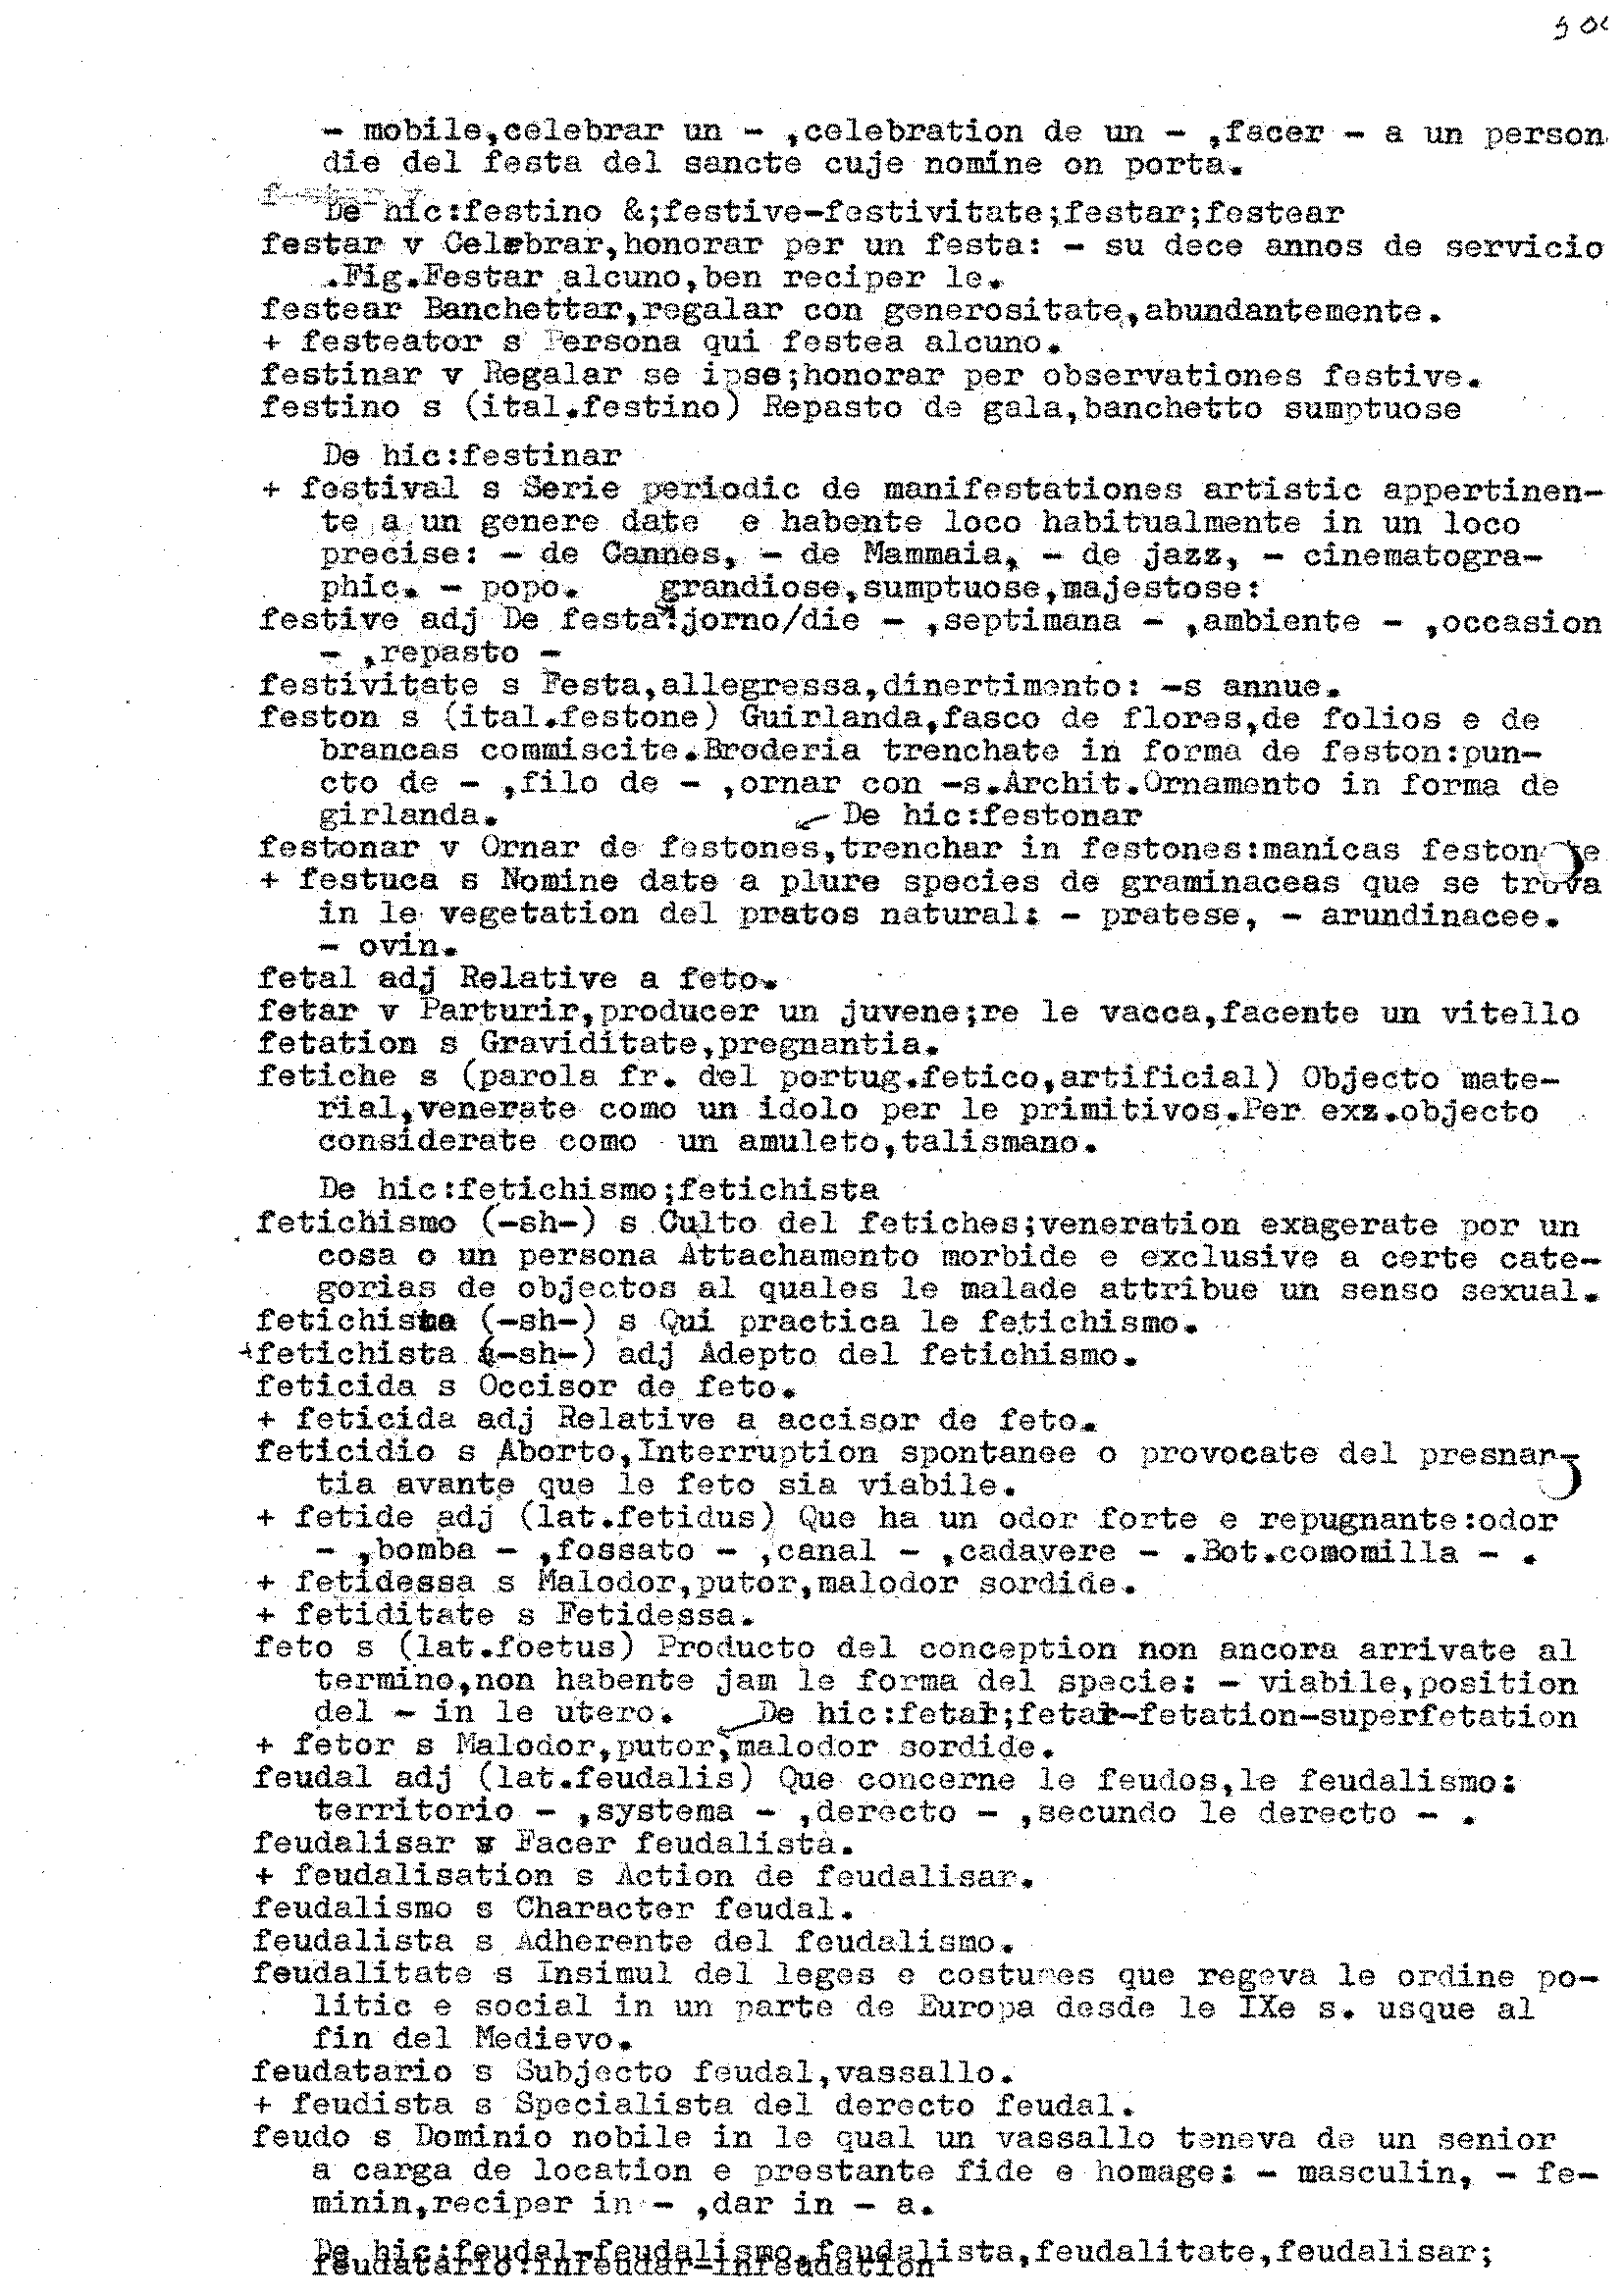 - mobile,celebrar un - ,celebration de un - ,facer - a un person
die del festa del sancte cuje nomine on porta.
De hic:festino &;festive-festivitate;festar;festear
festar v Celebrar,honorar per un festa: - su dece annos de servicio
.Fig.Festar alcuno,ben reciper le.
festear Banchettar,regalar con generositate,abundantemente.
+ festeator s Persona qui festea alcuno.
festinar v Regalar se ipse;honorar per observationes festive.
festino s (ital.festino) Repasto de gala,banchetto sumptuose
De hic:festinar
+ festival s Serie periodic de manifestationes artistic appertinen-
te a un genere date e habente loco habitualmente in un loco
precise: - de Cannes, - de Mammaia, - de jazz, - cinematogra-
phic. - popo. grandiose,sumptuose,majestose:
festive adj De festa:jorno/die - ,septimana - ,ambiente - ,occasion
- ,repasto -
festivitate s Festa,allegressa,dinertimento: -s annue.
feston s (ital.festone) Guirlanda,fasco de flores,de folios e de
brancas commiscite.Broderia trenchate in forma de feston:pun-
cto de - ,filo de - ,ornar con -s.Archit.Ornamento in forma de
girlanda. De hic:festonar
festonar v Ornar de festones,trenchar in festones:manicas feston te
+ festuca s Nomine date a plure species de graminaceas que se trova
in le vegetation del pratos natural: - pratese, - arundinacee.
- ovin.
fetal adj Relative a feto.
fetar v Parturir,producer un juvene;re le vacca,facente un vitello
fetation s Graviditate,pregnantia.
fetiche s (parola fr. del portug.fetico,artificial) Objecto mate-
rial,venerate como un idolo per le primitivos.Per exz.objecto
considerate como un amuleto,talismano.
De hic:fetichismo;fetichista
fetichismo (-sh-) s Culto del fetiches;veneration exagerate por un
cosa o un persona Attachamento morbide e exclusive a certe cate-
gorias de objectos al quales le malade attribue un senso sexual.
fetichista (-sh-) s Qui practica le fetichismo.
+fetichista (-sh-) adj Adepto del fetichismo.
feticida s Occisor de feto.
+ feticida adj Relative a accisor de feto.
feticidio s Aborto,Interruption spontanee o provocate del presnan-
tia avante que le feto sia viabile.
+ fetide adj (lat.fetidus) Que ha un odor forte e repugnante:odor
- ,bomba - ,fossato - ,canal - ,cadavere - .Bot.comomilla - .
+ fetidessa s Malodor,putor,malodor sordide.
+ fetiditate s Fetidessa.
feto s (lat.foetus) Producto del conception non ancora arrivate al
termino,non habente jam le forma del specie: - viabile,position
del - in le utero. De hic:fetal;fetar-fetation-superfetation
+ fetor s Malodor,putor,malodor sordide.
feudal adj (lat.feudalis) Que concerne le feudos,le feudalismo:
territorio - ,systema - ,derecto - ,secundo le derecto - .
feudalisar v Facer feudalista.
+ feudalisation s Action de feudalisar.
feudalismo s Character feudal.
feudalista s Adherente del feudalismo.
feudalitate s Insimul del leges e costumes que regeva le ordine po-
litic e social in un parte de Europa desde le IXe s. usque al
fin del Medievo.
feudatario s Subjecto feudal,vassallo.
+ feudista s Specialista del derecto feudal.
feudo s Dominio nobile in le qual un vassallo teneva de un senior
a carga de location e prestante fide e homage: - masculin, - fe-
minin,reciper in - ,dar in - a.
De hic:feudal-feudalismo,feudalista,feudalitate,feudalisar;
feudatario:infeudar-infeudation